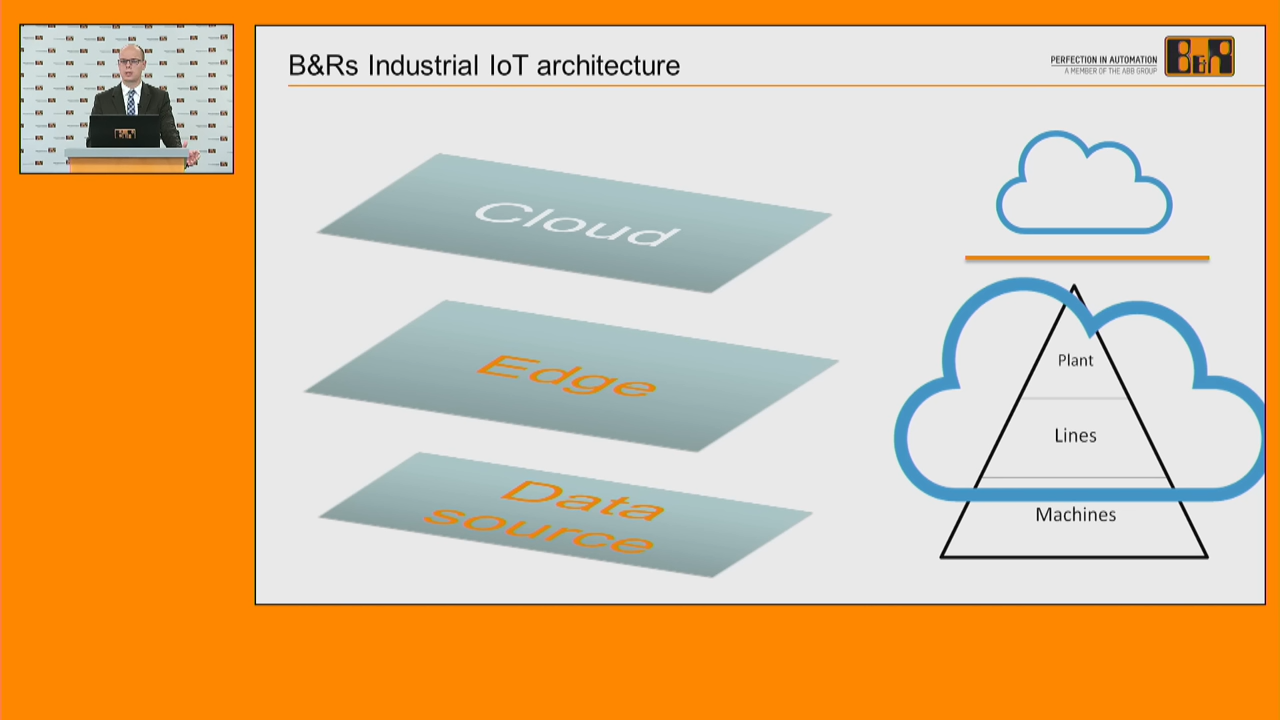 B&Rs Industrial IoT architecture
PERFECTION IN AUTOMATION
A MEMBER OF THE ABB GROUP
B&R
Cloud
Edge
Data
source
Plant
Lines
Machines